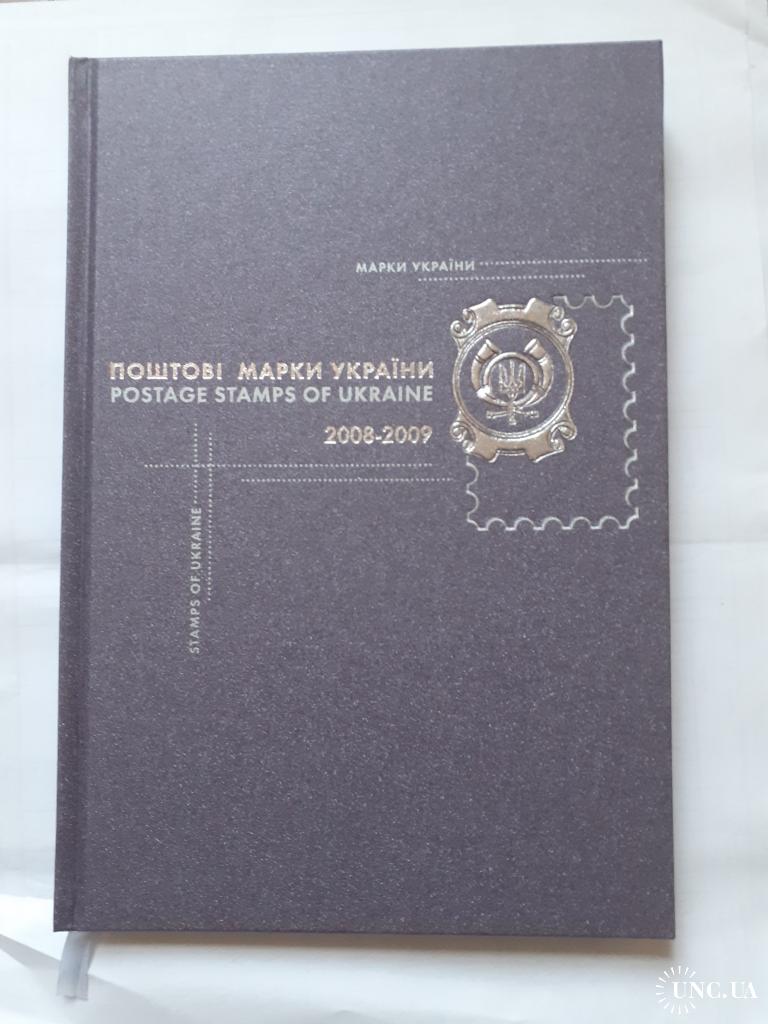 МАРКИ УКРАЇНИ
ПОШТОВІ МАРКИ УКРАЇНИ
POSTAGE STAMPS OF UKRAINE
2008-2009
STAMPS OF UKRAINE
UNC.UA